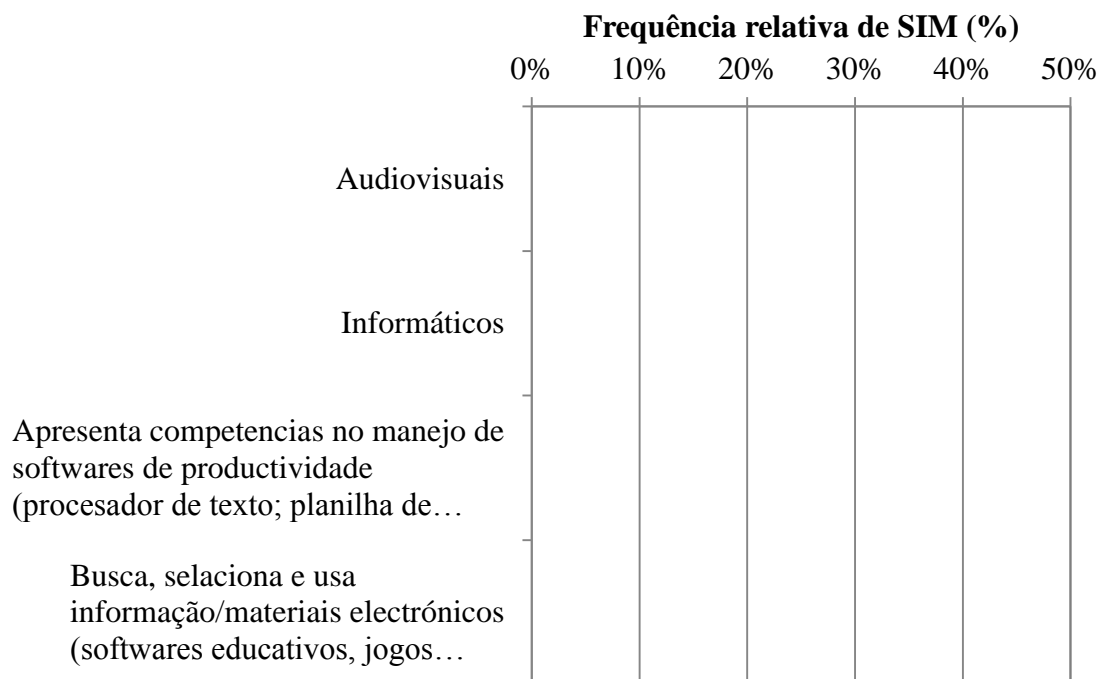 Frequência relativa de SIM (%)
0% 10% 20% 30% 40% 50%
Audiovisuais
Informáticos
Apresenta competencias no manejo de
softwares de productividade
(procesador de texto; planilha de…
Busca, selaciona e usa
informação/materiais electrónicos
(softwares educativos, jogos…